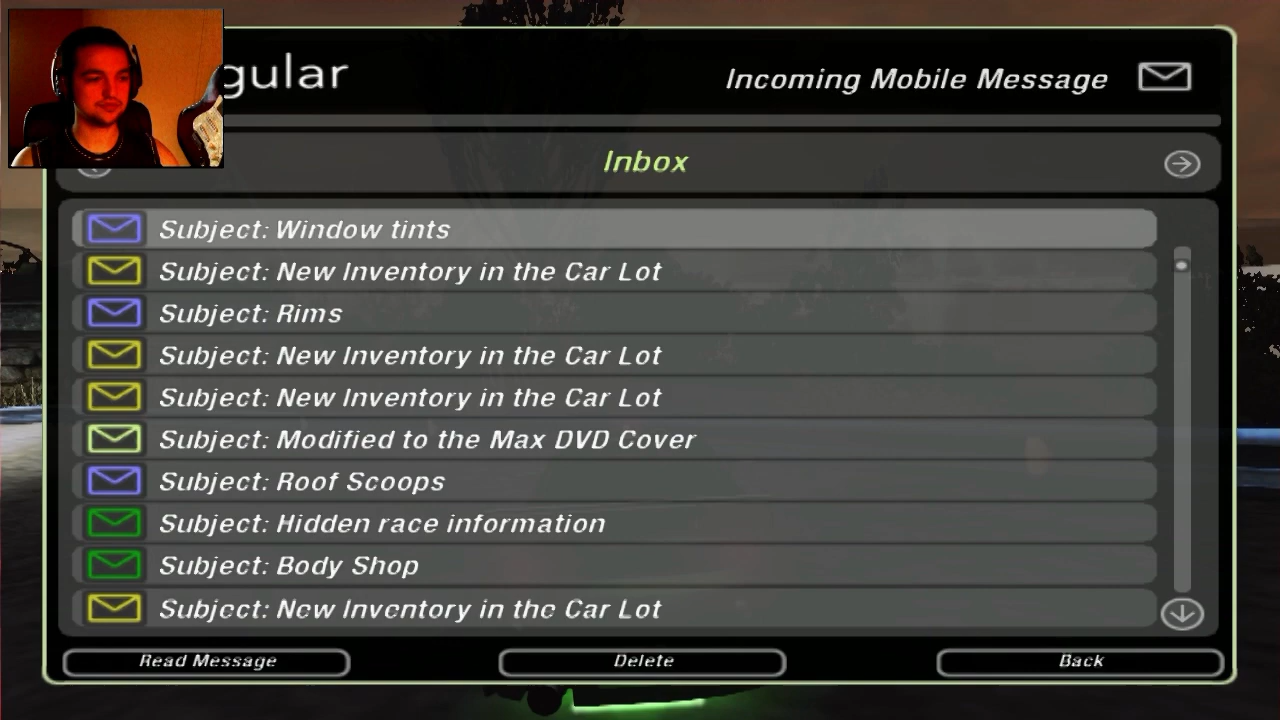 gular
Incoming Mobile Message
Inbox
Subject: Window tints
Subject: New Inventory in the Car Lot
Subject: Rims
Subject: New Inventory in the Car Lot
Subject: New Inventory in the Car Lot
Subject: Modified to the Max DVD Cover
Subject: Roof Scoops
Subject: Hidden race information
Subject: Body Shop
Subject: New Inventory in the Car Lot
Read Message
Delete
Back